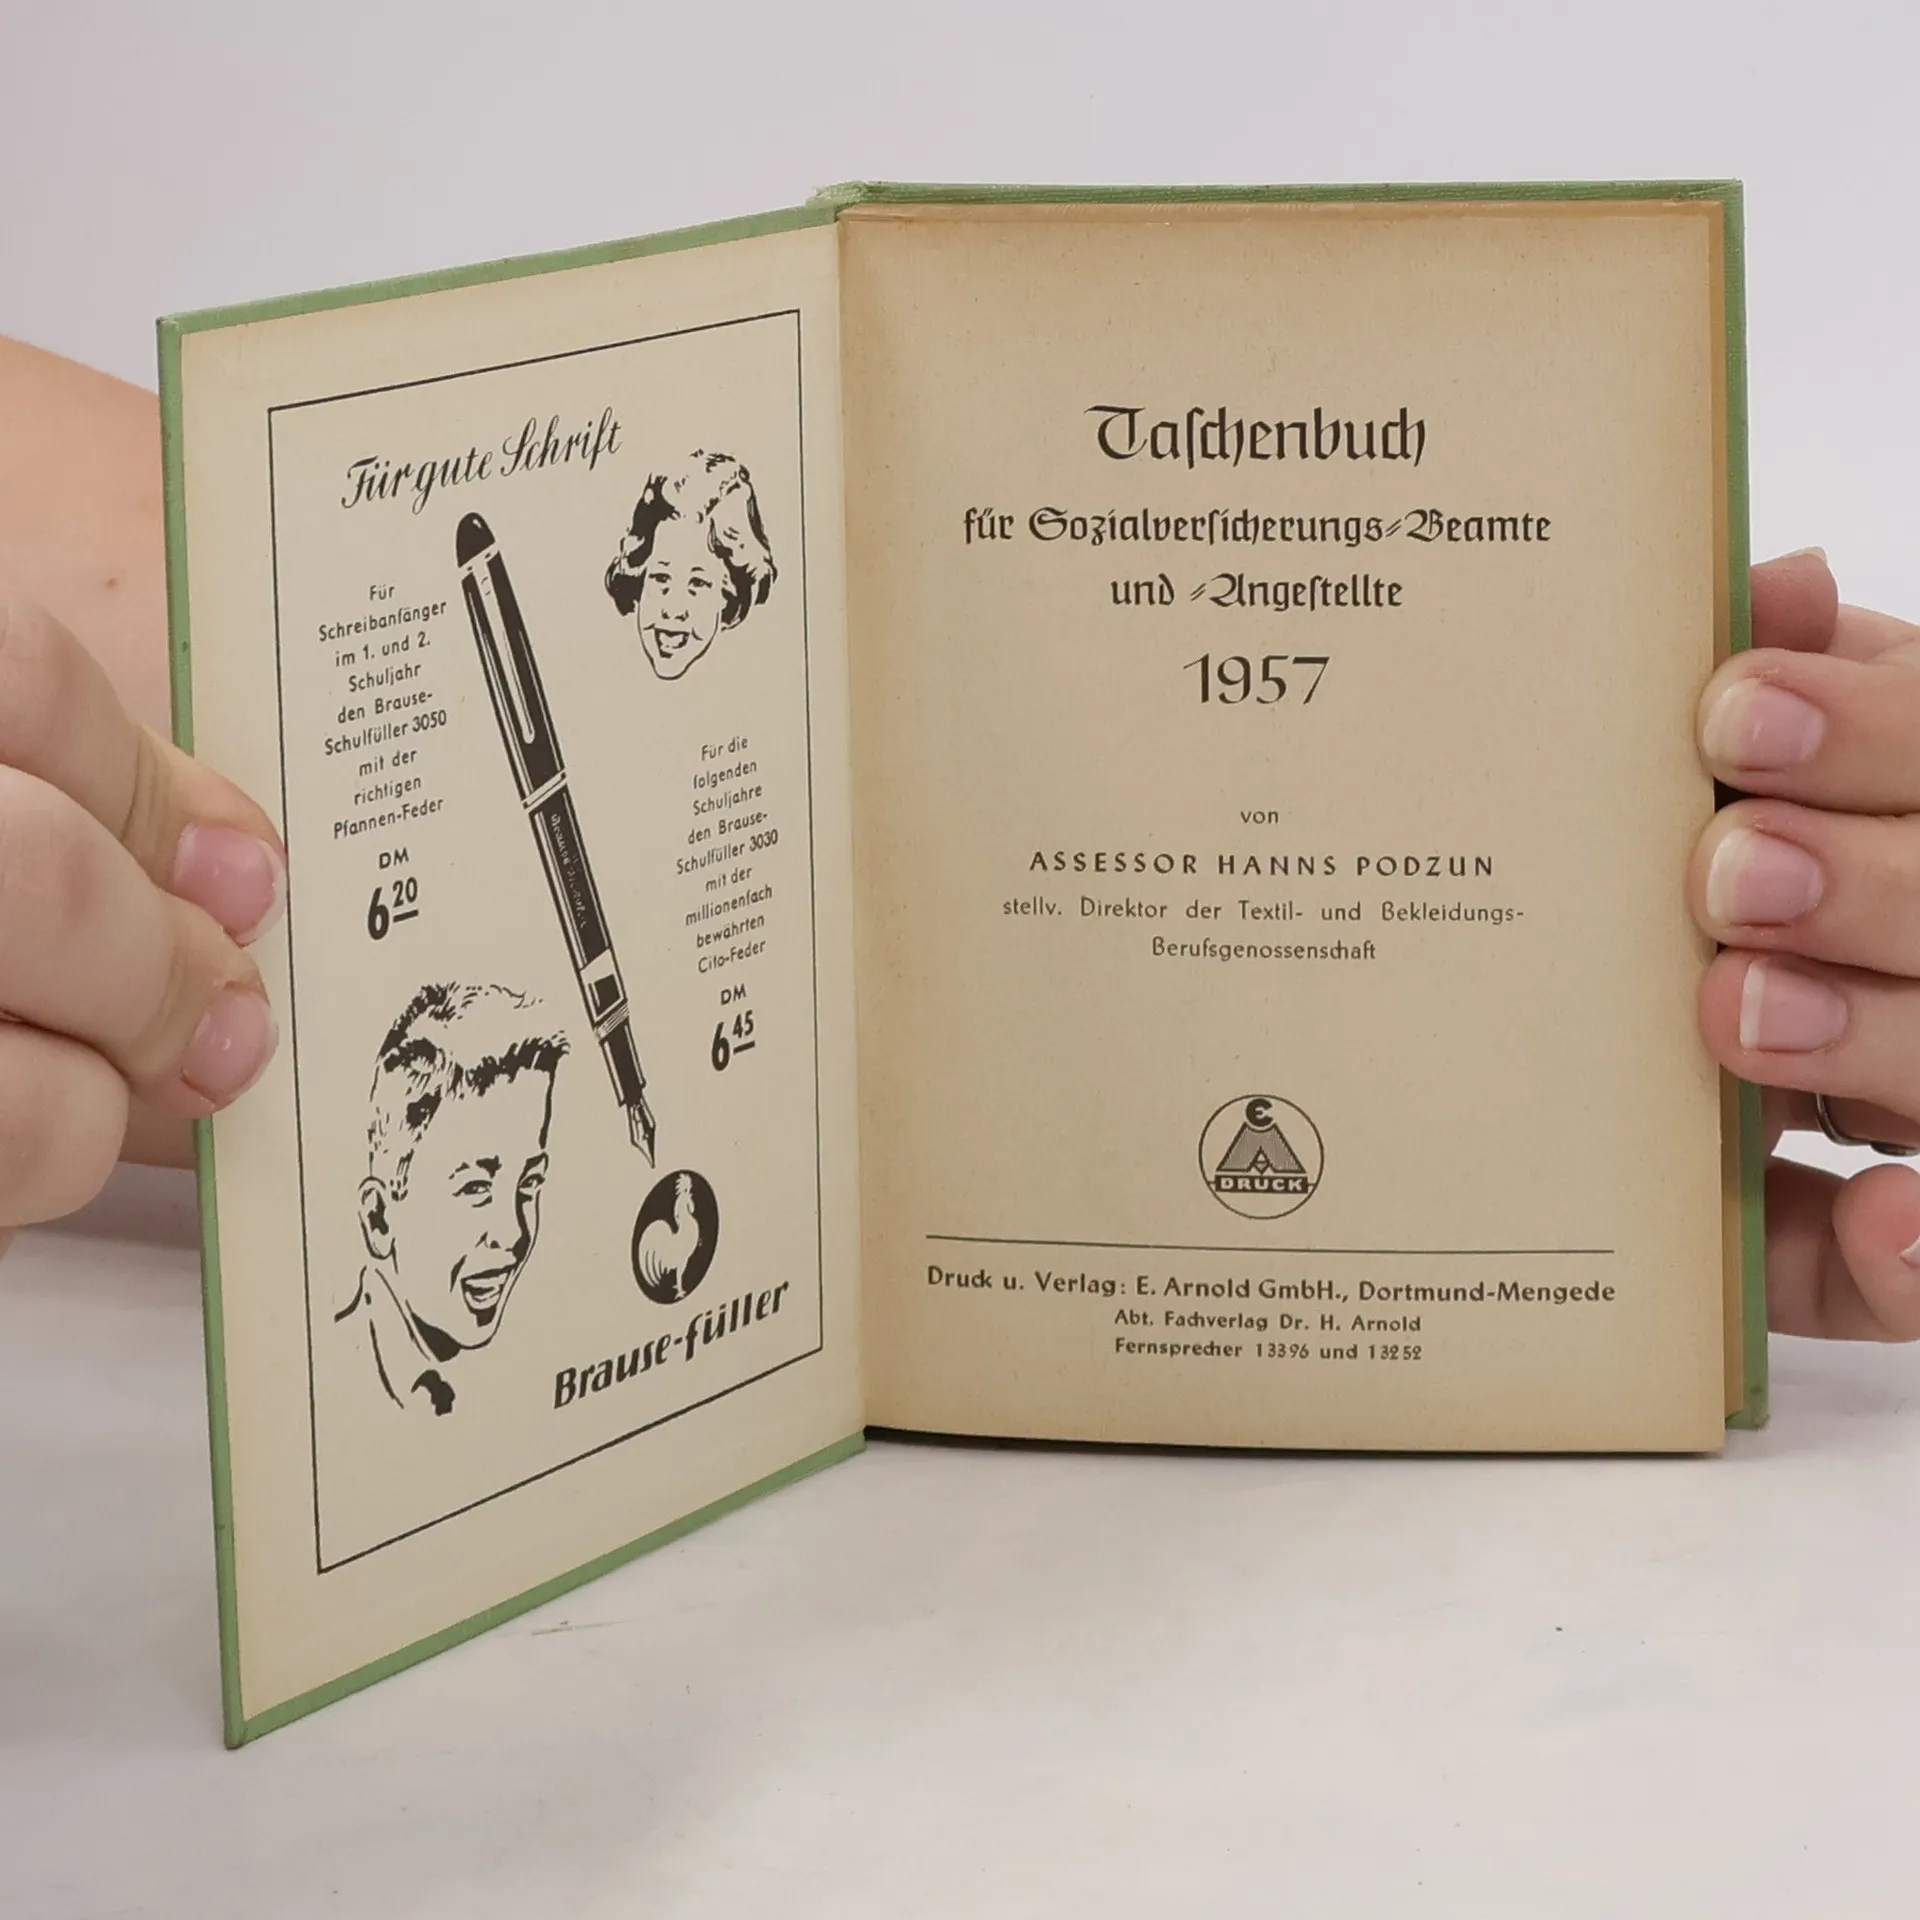 Für gute Schrift
Für
Schreibanfänger
im 1. und 2.
Schuljahr
den Brause-
Schulfüller 3050
mit der
richtigen
Pfannen-Feder
DM
6 20
Für die
folgenden
Schuljahre
den Brause-
Schulfüller 3030
mit der
millionenfach
bewährten
Cito-Feder
DM
6 45
Brause-füller
Taſchenbuch
für Sozialverſicherungs-Beamte
und -Angeſtellte
1957
von
ASSESSOR HANNS PODZUN
stellv. Direktor der Textil- und Bekleidungs-
Berufsgenossenschaft
E
A
DRUCK
Druck u. Verlag: E. Arnold GmbH., Dortmund-Mengede
Abt. Fachverlag Dr. H. Arnold
Fernsprecher 13396 und 13252